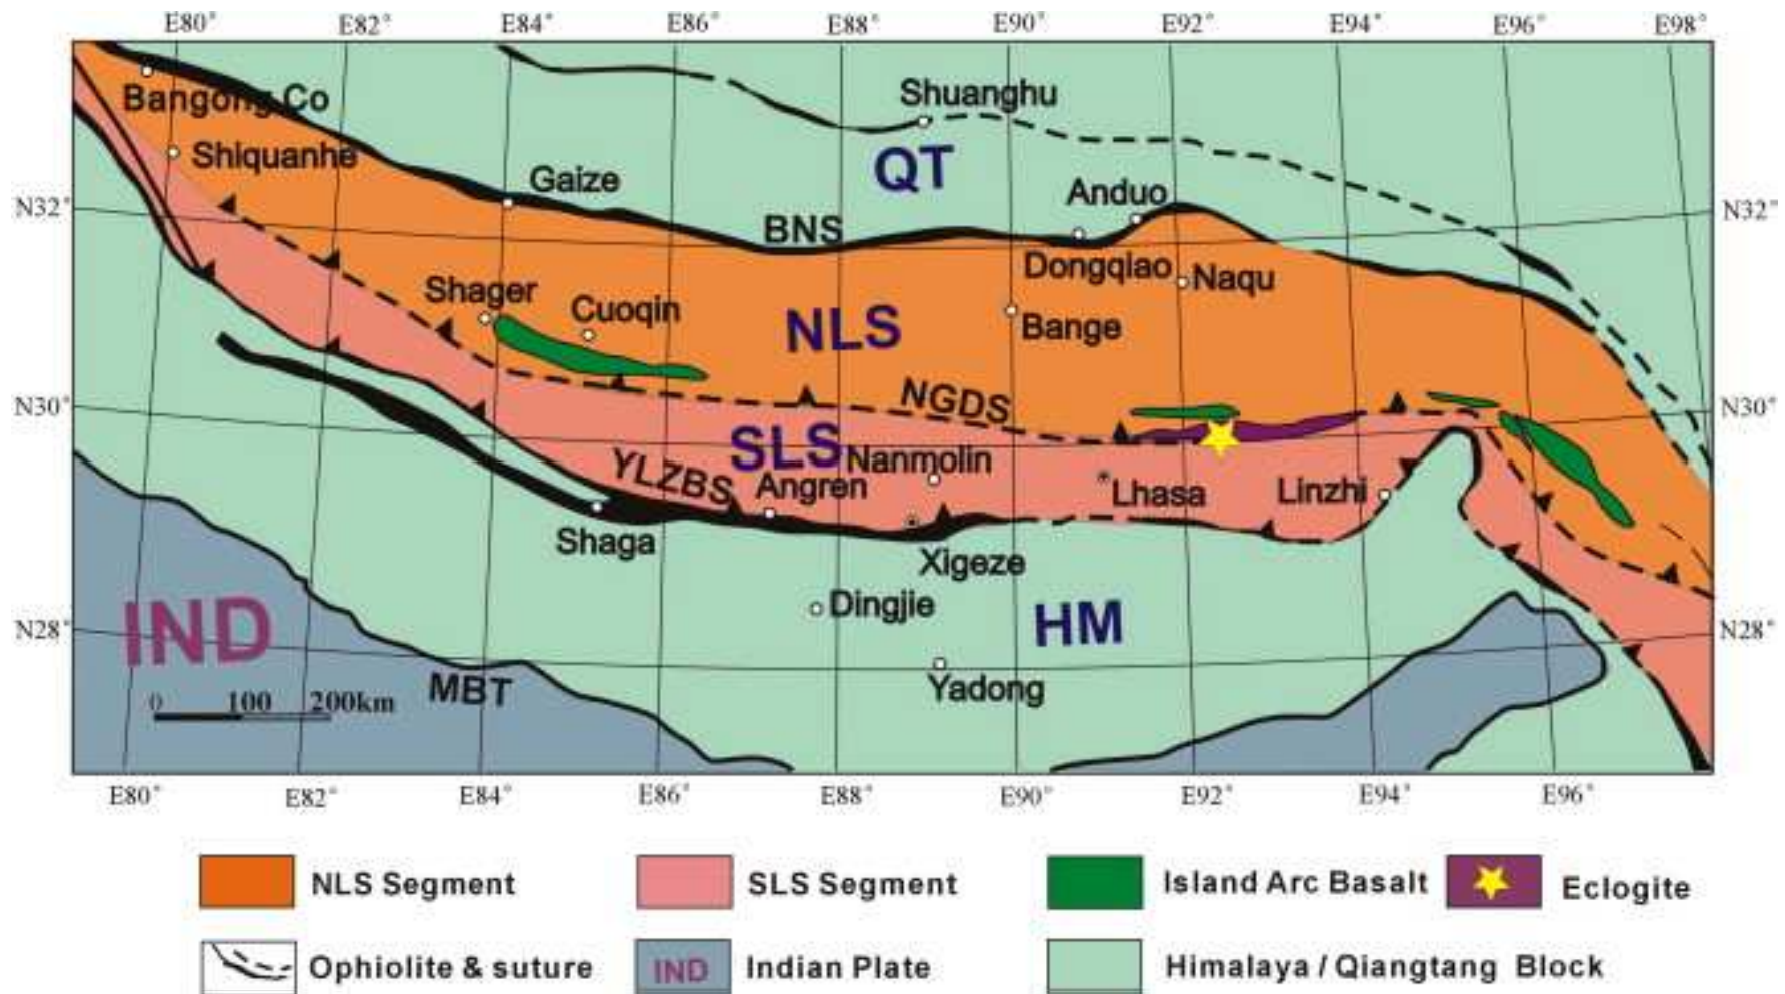 E80° E82° E84° E86° E88° E90° E92° E94° E96° E98°
Shuanghu
Bangong Co
Shiquanhe
QT
Gaize
Anduo
N32° N32°
BNS
Dongqiao Naqu
Shager
Cuoqin
NLS
Bange
NGDS
N30° N30°
SLS Nanmolin
YLZBS Angren
Lhasa Linzhi
Shaga
Xigeze
IND
Dingjie
HM
N28° N28°
MBT
Yadong
0 100 200km
E80° E82° E84° E86° E88° E90° E92° E94° E96°
NLS Segment
SLS Segment
Island Arc Basalt
Eclogite
Ophiolite & suture
IND
Indian Plate
Himalaya / Qiangtang Block